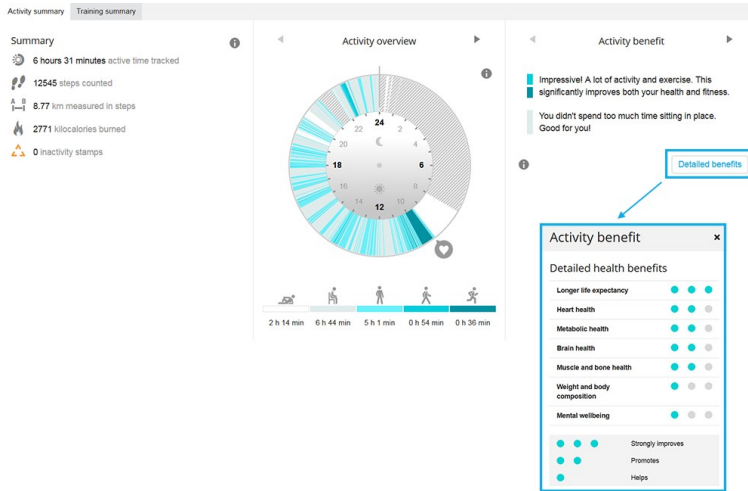 Activity summary
Training summary
Summary
6 hours 31 minutes active time tracked
12545 steps counted
A B
8.77 km measured in steps
2771 kilocalories burned
0 inactivity stamps
Activity overview
24
2
4
6
8
10
12
14
16
18
20
22
2 h 14 min
6 h 44 min
5 h 1 min
0 h 54 min
0 h 36 min
Activity benefit
Impressive! A lot of activity and exercise. This
significantly improves both your health and fitness.
You didn't spend too much time sitting in place.
Good for you!
Detailed benefits
Activity benefit
×
Detailed health benefits
Longer life expectancy
Heart health
Metabolic health
Brain health
Muscle and bone health
Weight and body
composition
Mental wellbeing
Strongly improves
Promotes
Helps